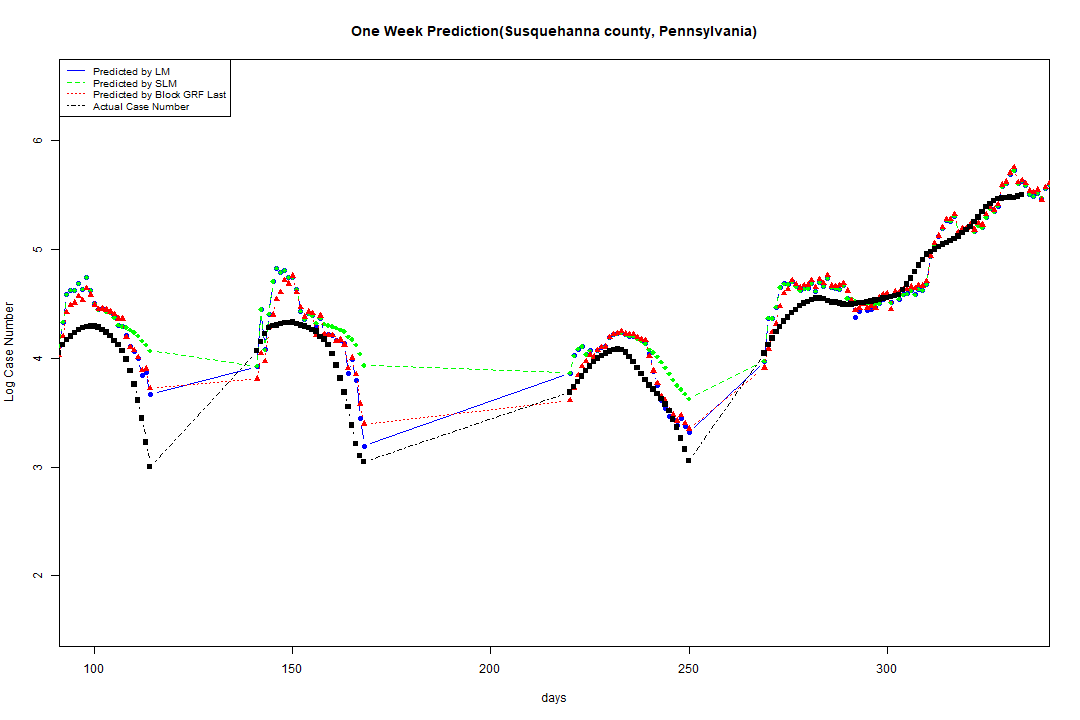 One Week Prediction(Susquehanna county, Pennsylvania)
Predicted by LM
Predicted by SLM
Predicted by Block GRF Last
Actual Case Number
6
5
4
3
2
Log Case Number
100 150 200 250 300
days